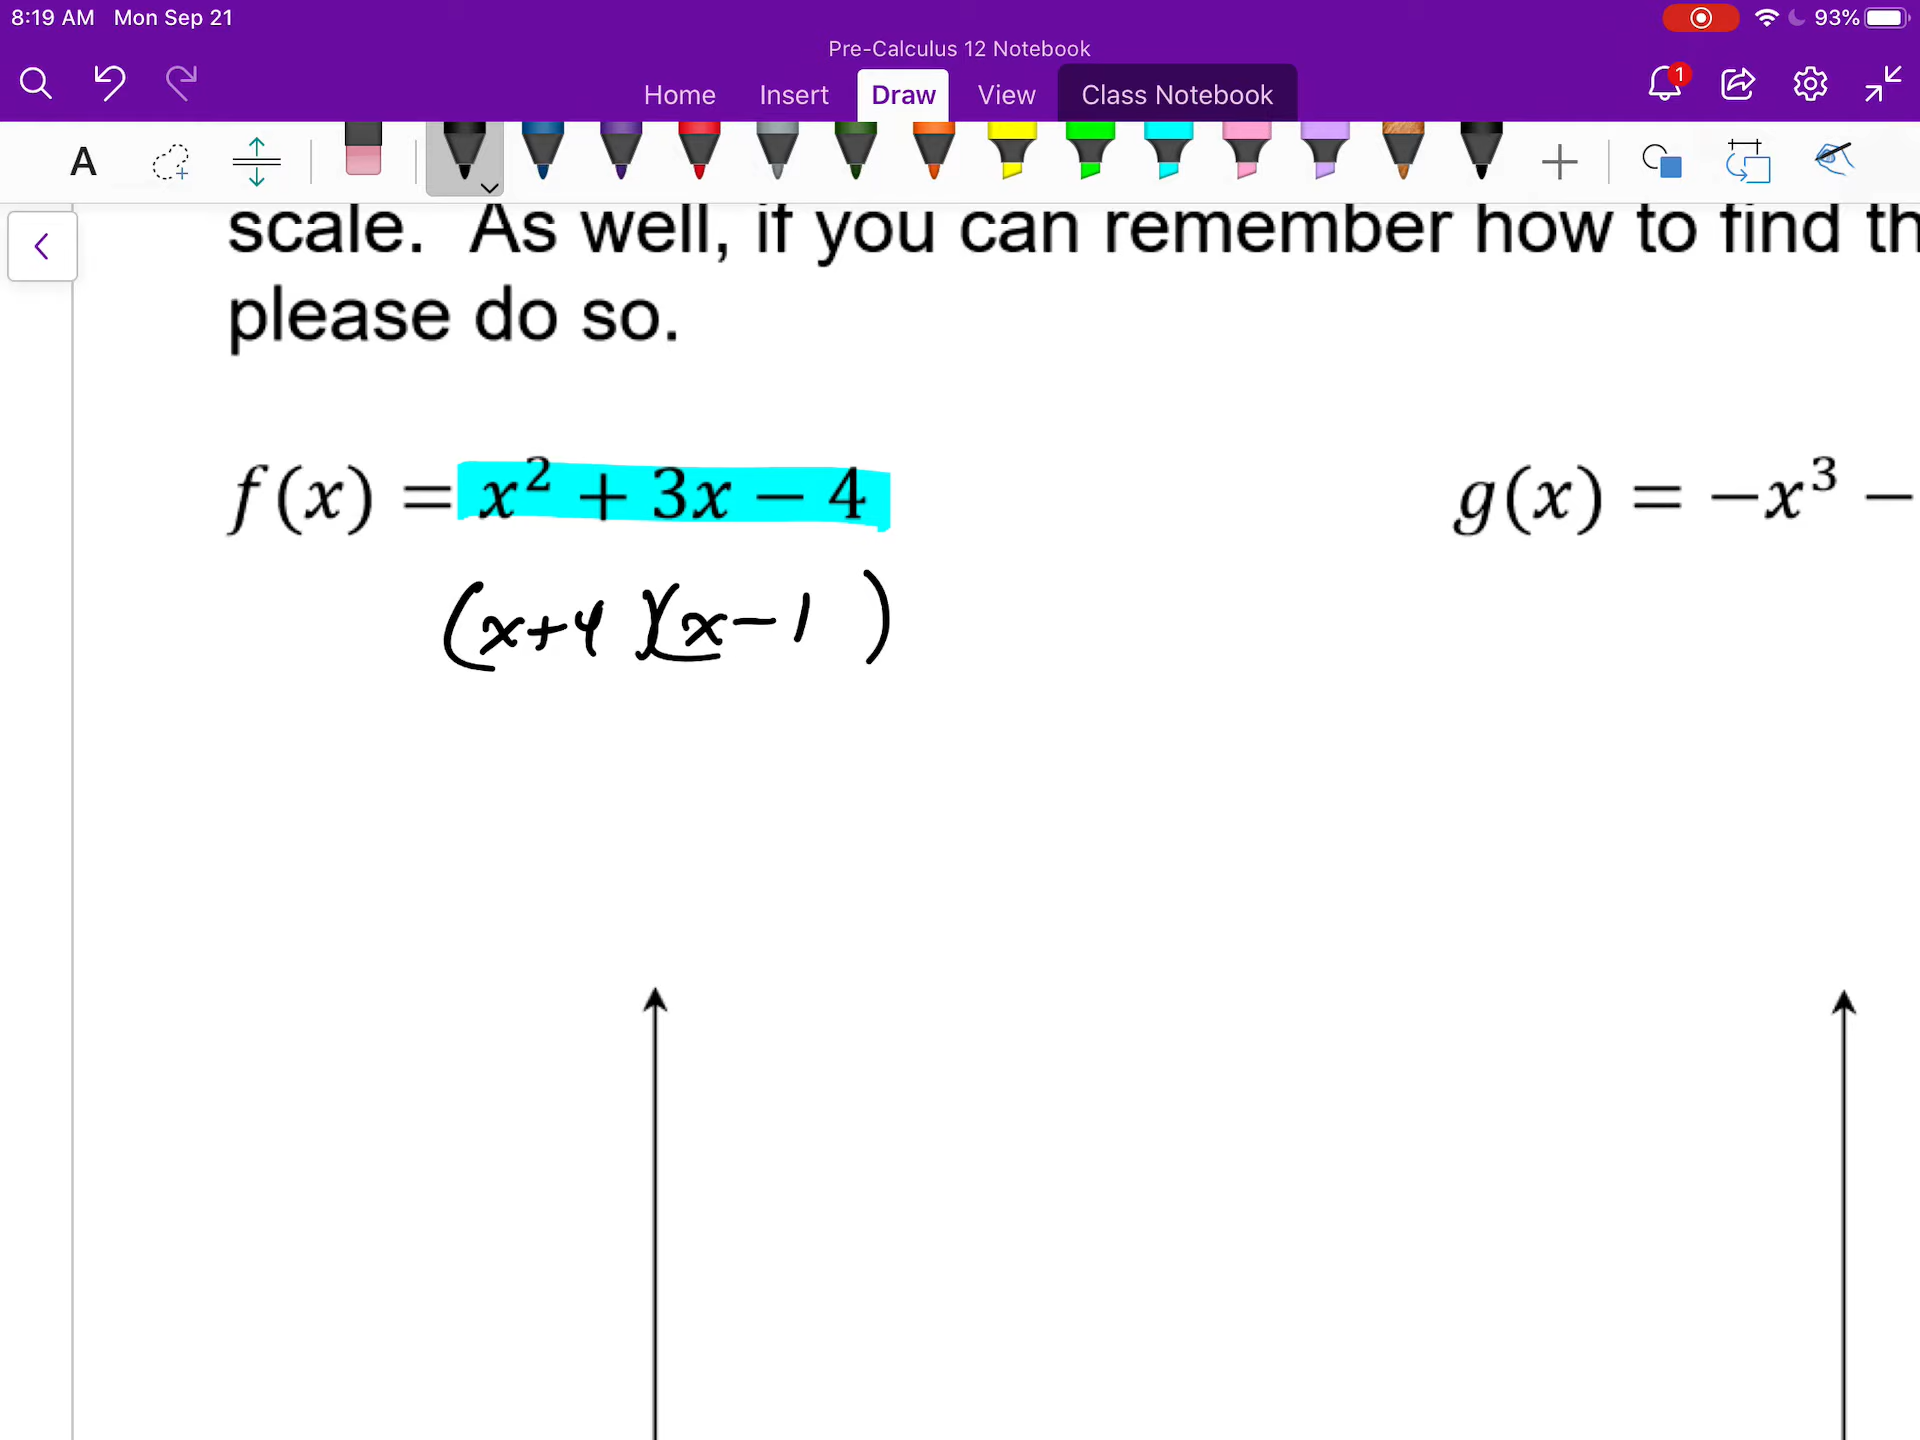 8:19 AM Mon Sep 21 93%
Pre-Calculus 12 Notebook
Home Insert Draw View Class Notebook 1
A
scale. As well, if you can remember how to find th
please do so.
f(x) = x² + 3x − 4 g(x) = −x³ −
(x+4)(x−1)